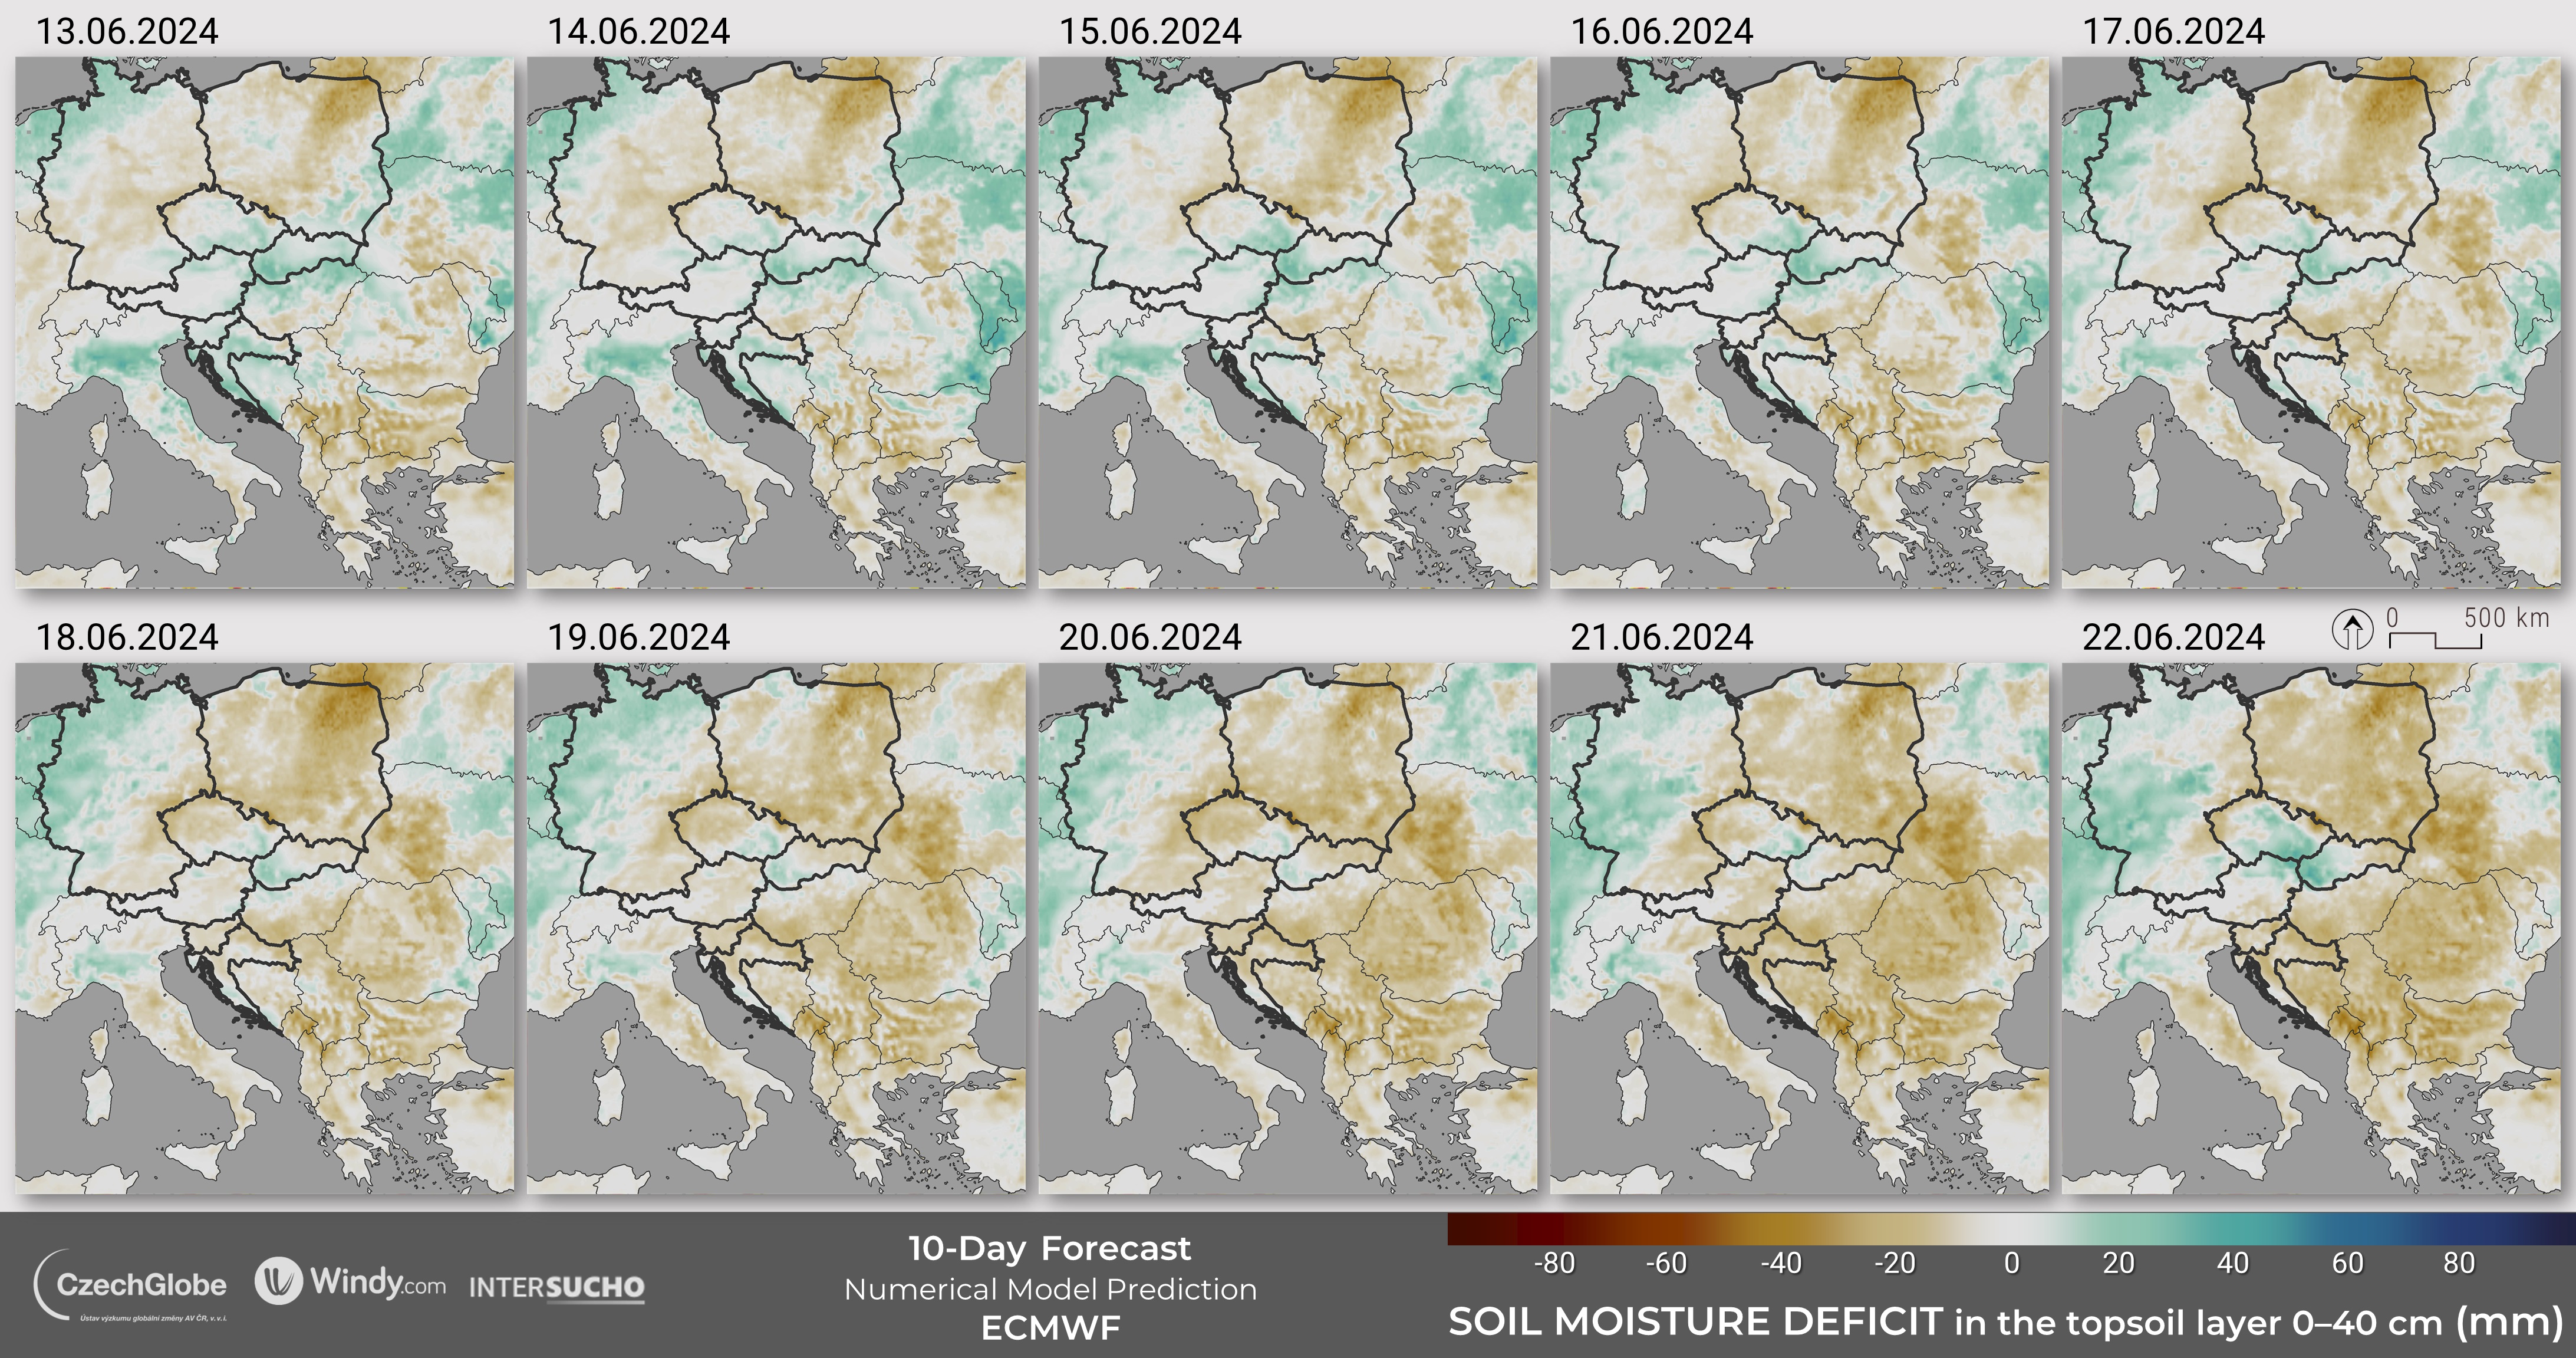 13.06.2024
14.06.2024
15.06.2024
16.06.2024
17.06.2024
18.06.2024
19.06.2024
20.06.2024
21.06.2024
22.06.2024
0 500 km
CzechGlobe
Ústav výzkumu globální změny AV ČR, v. v. i.
Windy.com
INTERSUCHO
10-Day Forecast
Numerical Model Prediction
ECMWF
-80 -60 -40 -20 0 20 40 60 80
SOIL MOISTURE DEFICIT in the topsoil layer 0–40 cm (mm)